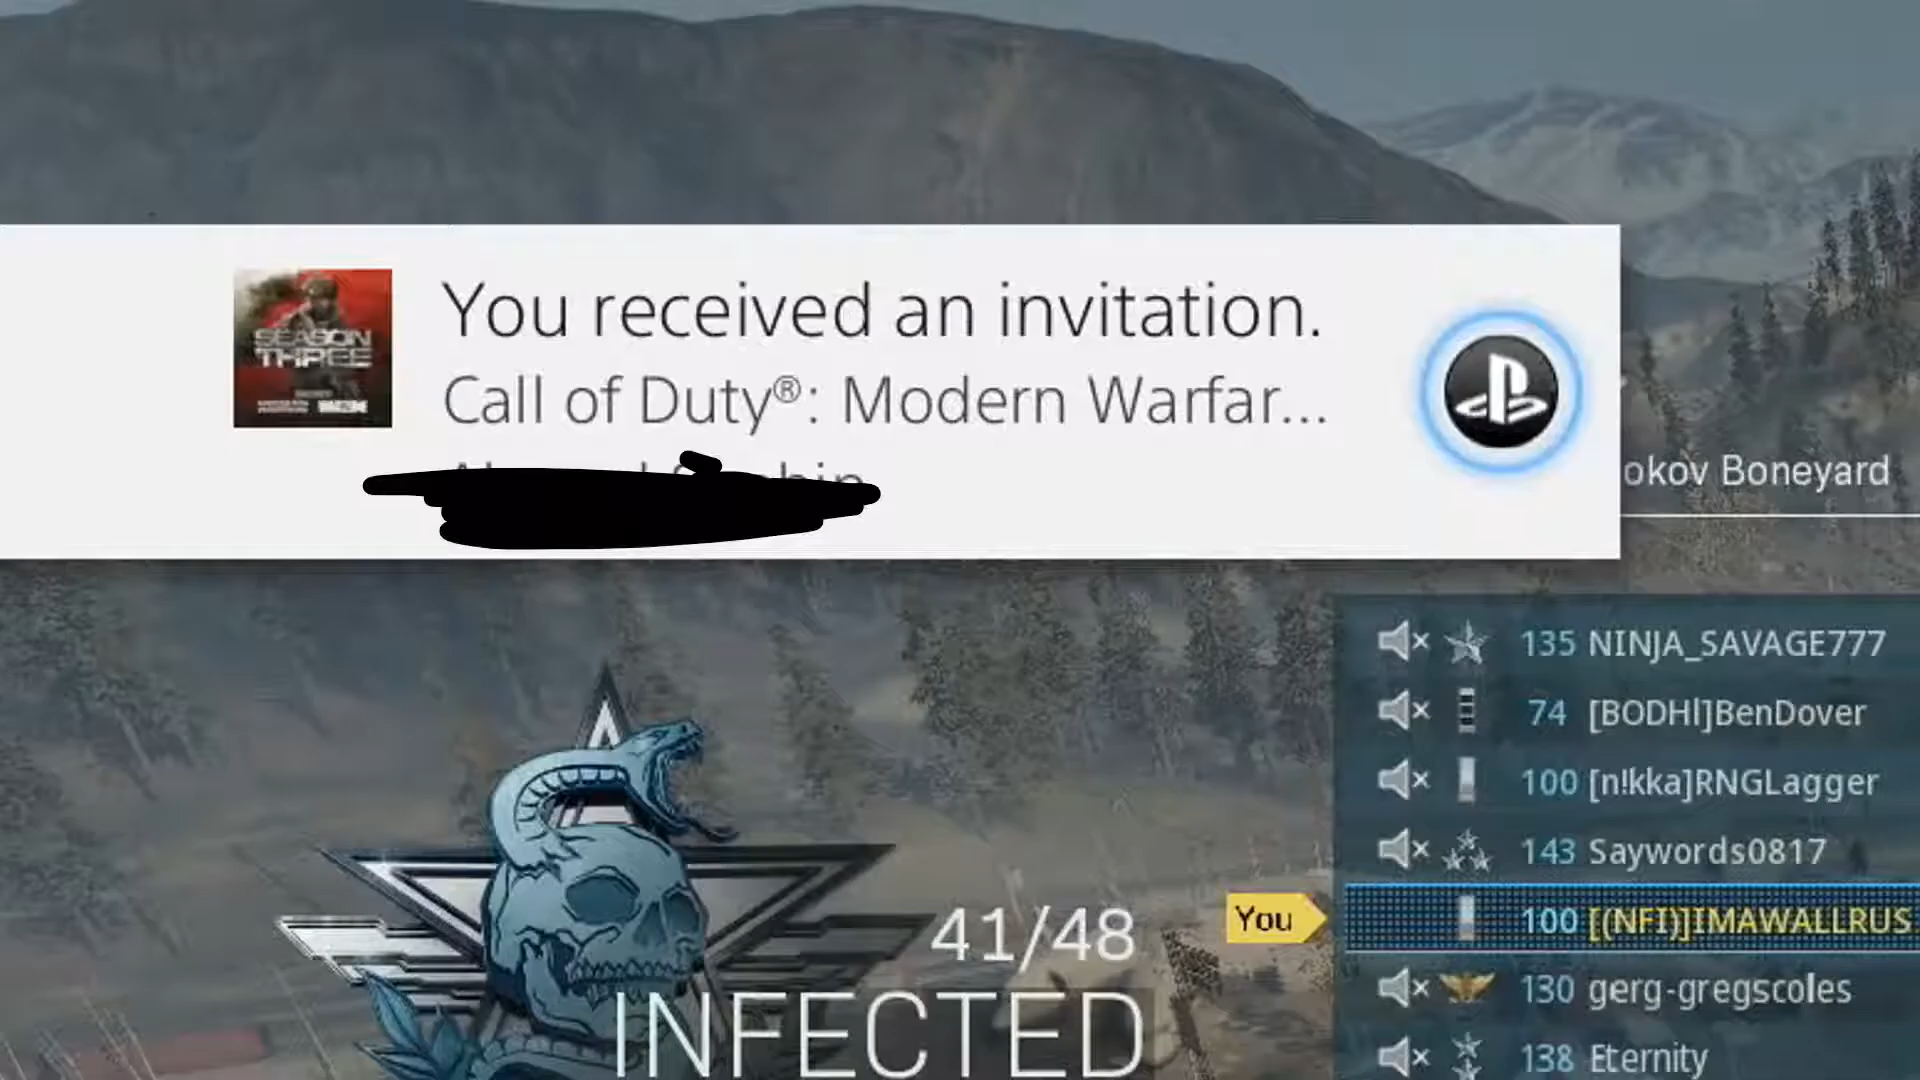 You received an invitation.
SEASON
THREE
Call of Duty®: Modern Warfar...
okov Boneyard
135 NINJA_SAVAGE777
74 [BODHl]BenDover
100 [n!kka]RNGLagger
143 Saywords0817
You 100 [(NFI)]IMAWALLRUS
41/48
130 gerg-gregscoles
INFECTED
138 Eternity